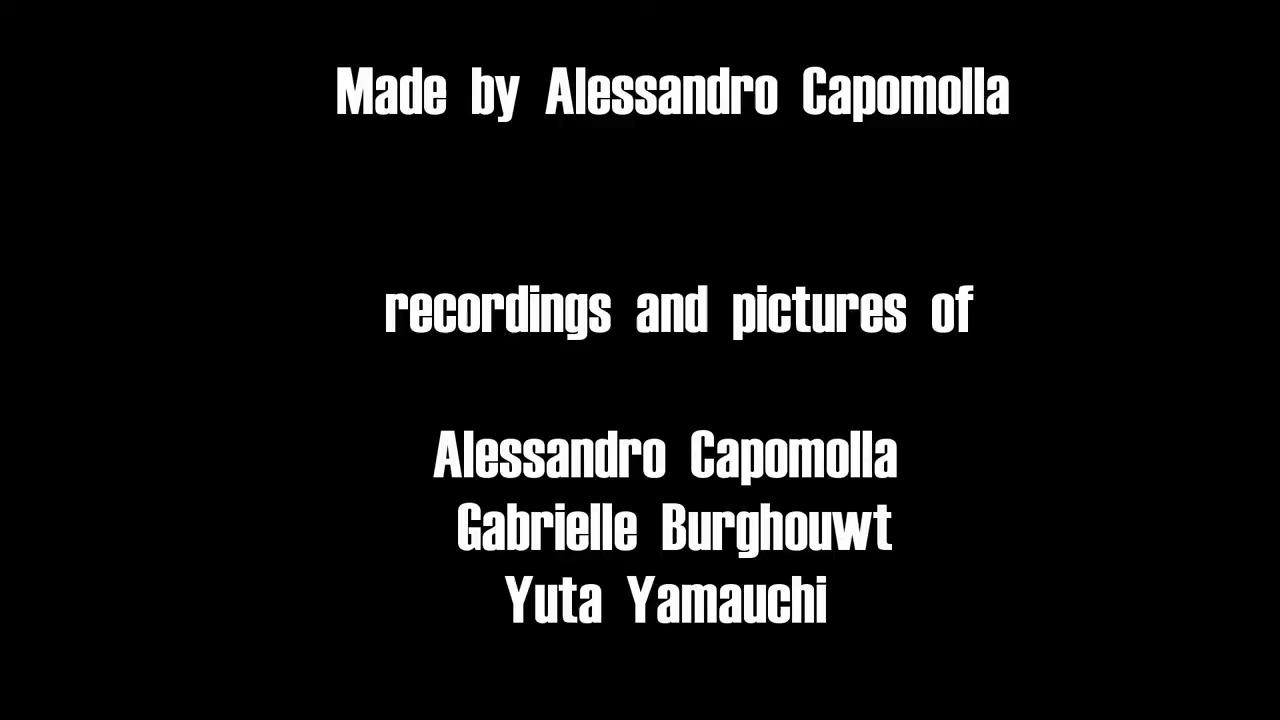 Made by Alessandro Capomolla
recordings and pictures of
Alessandro Capomolla
Gabrielle Burghouwt
Yuta Yamauchi